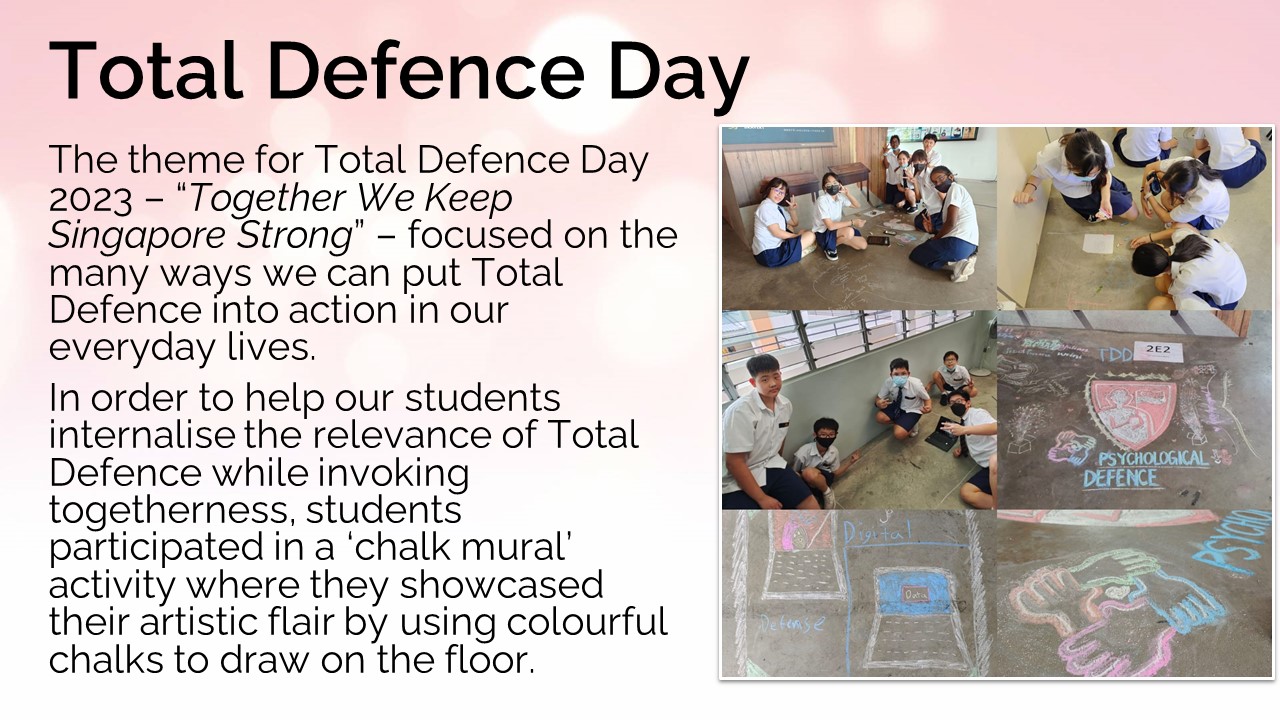 Total Defence Day
The theme for Total Defence Day
2023 – “Together We Keep
Singapore Strong” – focused on the
many ways we can put Total
Defence into action in our
everyday lives.
In order to help our students
internalise the relevance of Total
Defence while invoking
togetherness, students
participated in a ‘chalk mural’
activity where they showcased
their artistic flair by using colourful
chalks to draw on the floor.
TDD
2E2
PSYCHOLOGICAL
DEFENCE
Digital
Data
Defense
PSYCHO